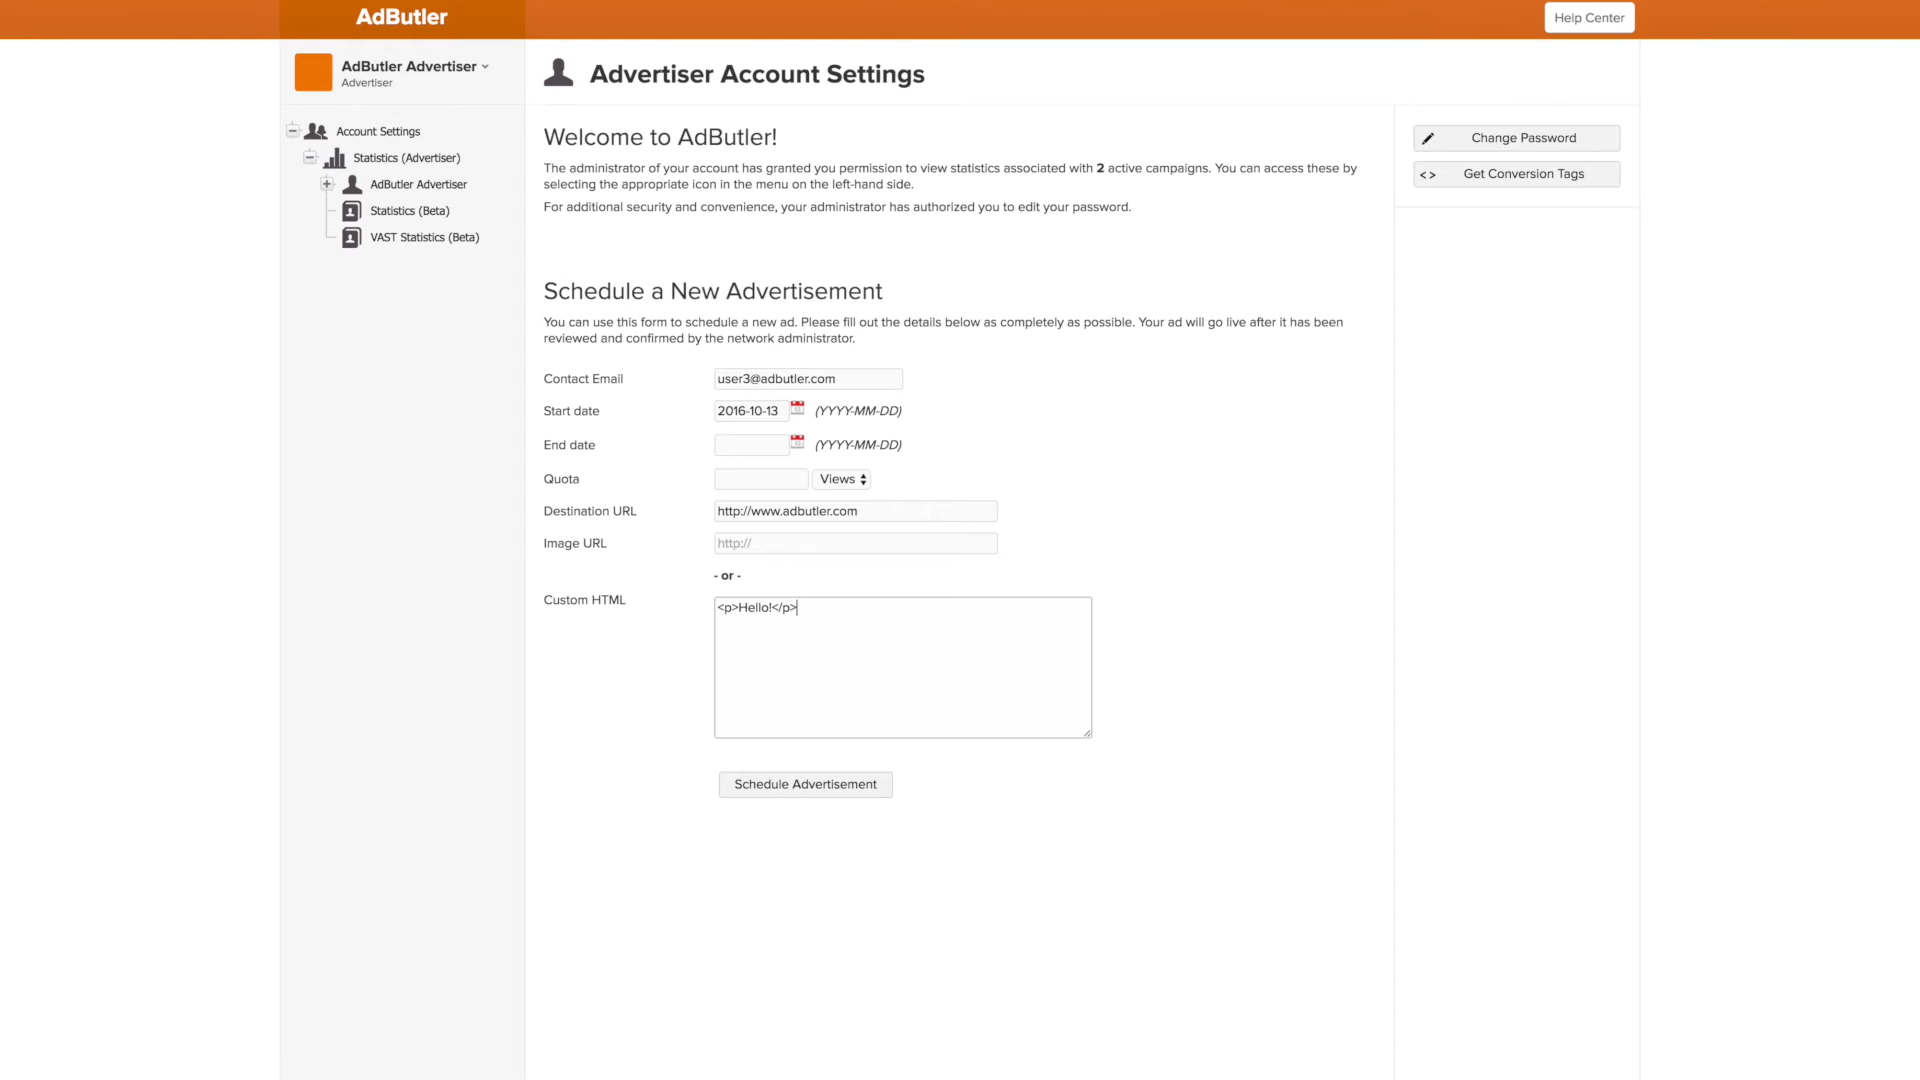 AdButler
Help Center
AdButler Advertiser
Advertiser
Account Settings
Statistics (Advertiser)
AdButler Advertiser
Statistics (Beta)
VAST Statistics (Beta)
Advertiser Account Settings
Welcome to AdButler!
The administrator of your account has granted you permission to view statistics associated with 2 active campaigns. You can access these by
selecting the appropriate icon in the menu on the left-hand side.
For additional security and convenience, your administrator has authorized you to edit your password.
Change Password
<> Get Conversion Tags
Schedule a New Advertisement
You can use this form to schedule a new ad. Please fill out the details below as completely as possible. Your ad will go live after it has been
reviewed and confirmed by the network administrator.
Contact Email user3@adbutler.com
Start date 2016-10-13 (YYYY-MM-DD)
End date (YYYY-MM-DD)
Quota Views
Destination URL http://www.adbutler.com
Image URL http://
- or -
Custom HTML <p>Hello!</p>
Schedule Advertisement